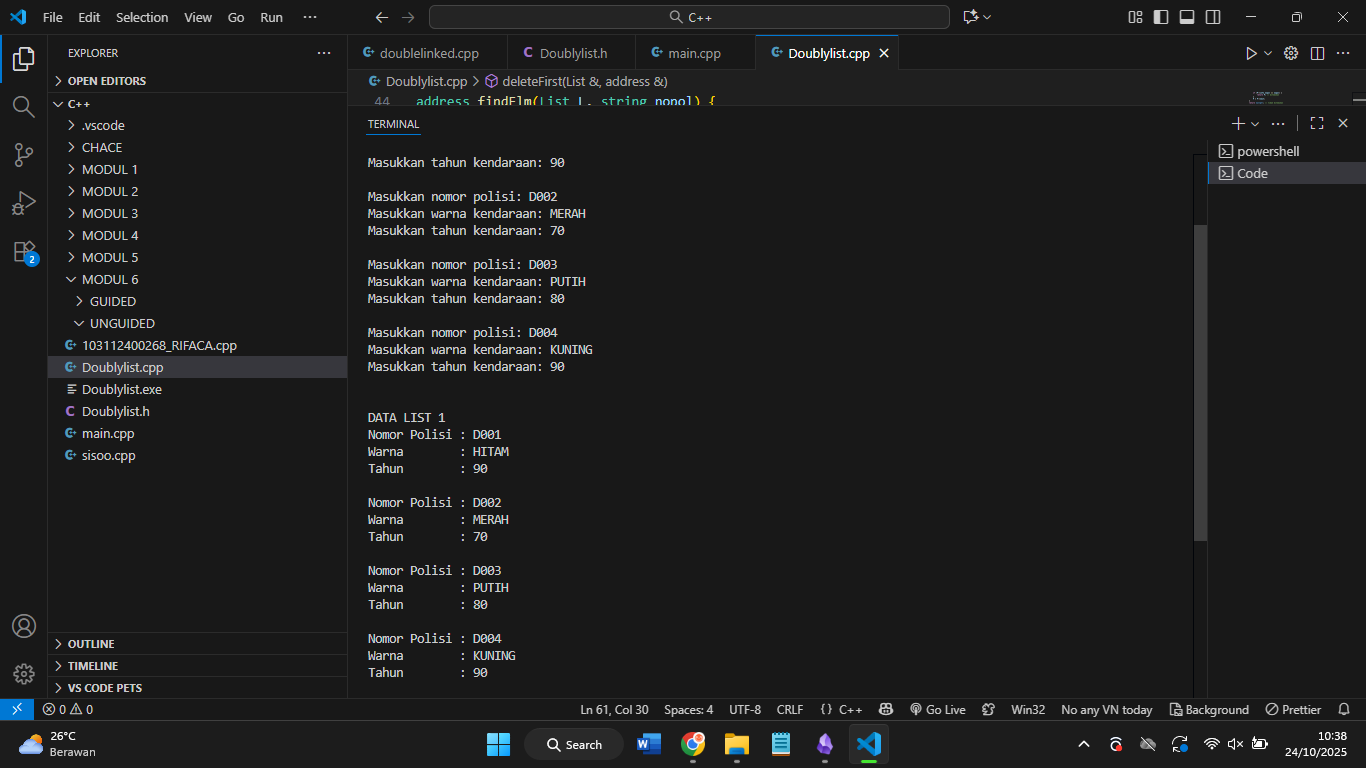 File Edit Selection View Go Run ··· C++
EXPLORER ···
OPEN EDITORS
C++
.vscode
CHACE
MODUL 1
MODUL 2
MODUL 3
MODUL 4
MODUL 5
MODUL 6
GUIDED
UNGUIDED
103112400268_RIFACA.cpp
Doublylist.cpp
Doublylist.exe
C Doublylist.h
main.cpp
sisoo.cpp
OUTLINE
TIMELINE
VS CODE PETS
2
doublelinked.cpp C Doublylist.h main.cpp Doublylist.cpp
Doublylist.cpp > deleteFirst(List &, address &)
44 address findElm(List L, string nopol) {
TERMINAL
powershell
Code
Masukkan tahun kendaraan: 90
Masukkan nomor polisi: D002
Masukkan warna kendaraan: MERAH
Masukkan tahun kendaraan: 70
Masukkan nomor polisi: D003
Masukkan warna kendaraan: PUTIH
Masukkan tahun kendaraan: 80
Masukkan nomor polisi: D004
Masukkan warna kendaraan: KUNING
Masukkan tahun kendaraan: 90
DATA LIST 1
Nomor Polisi : D001
Warna : HITAM
Tahun : 90
Nomor Polisi : D002
Warna : MERAH
Tahun : 70
Nomor Polisi : D003
Warna : PUTIH
Tahun : 80
Nomor Polisi : D004
Warna : KUNING
Tahun : 90
0 0 Ln 61, Col 30 Spaces: 4 UTF-8 CRLF {} C++ Go Live Win32 No any VN today Background Prettier
26°C
Berawan
Search
10:38
24/10/2025